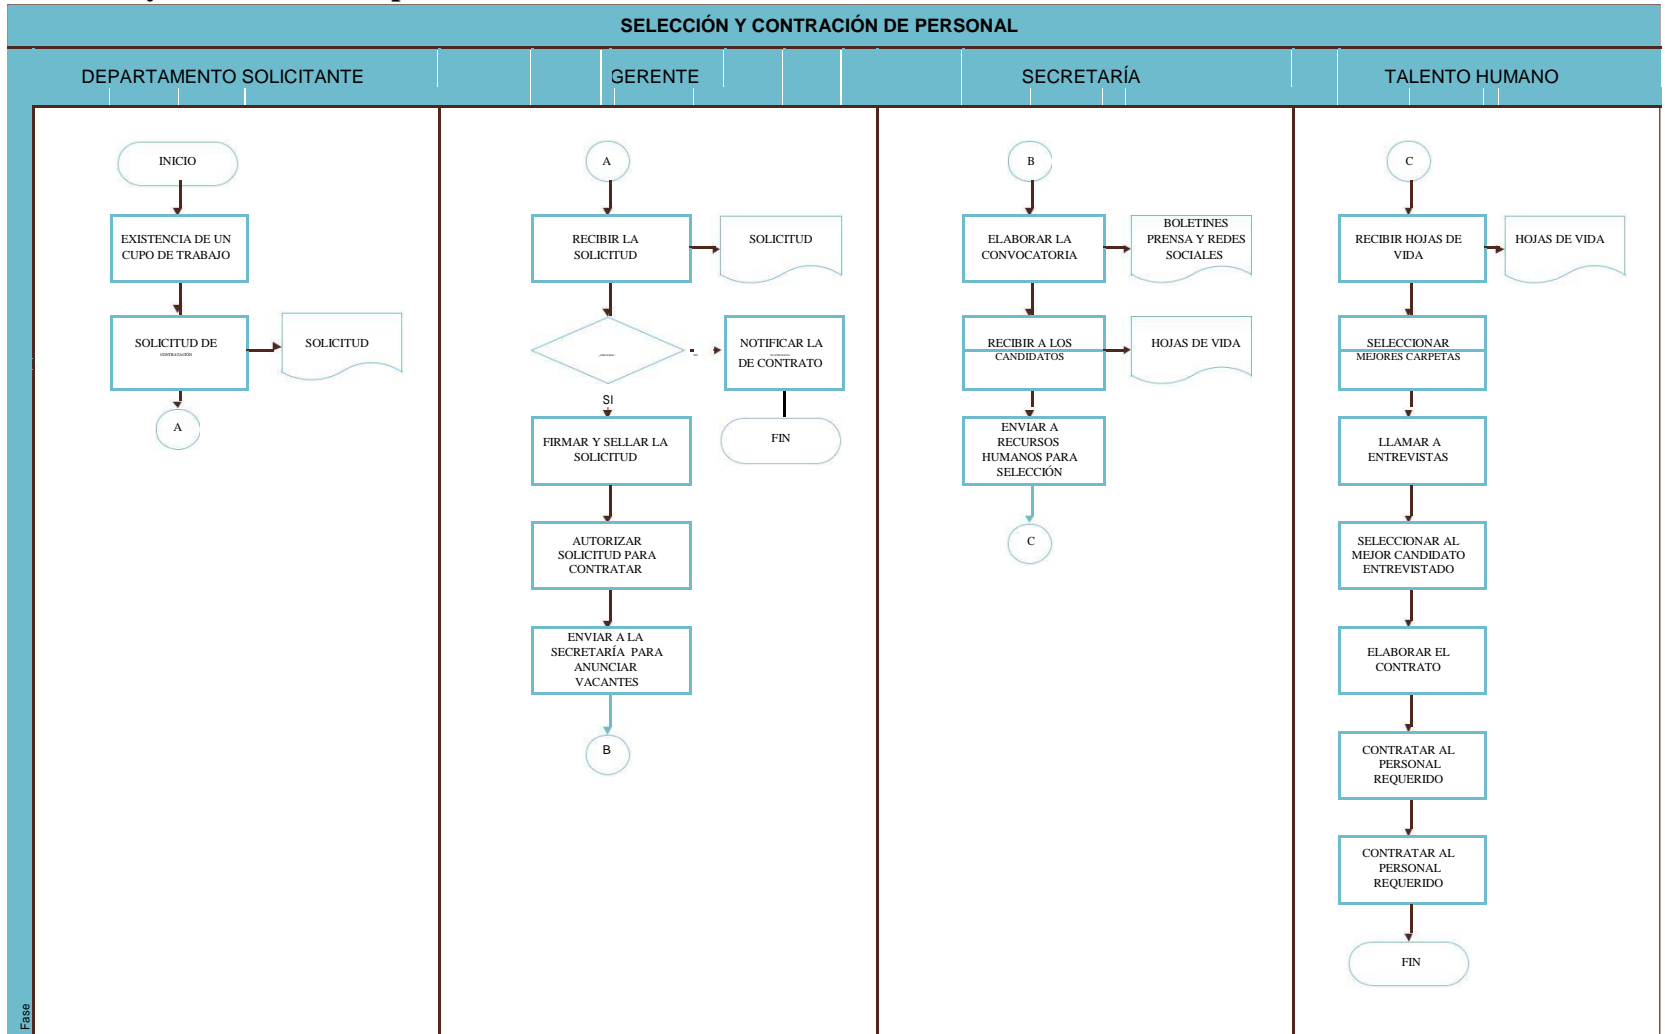 SELECCIÓN Y CONTRACIÓN DE PERSONAL
DEPARTAMENTO SOLICITANTE
GERENTE
SECRETARÍA
TALENTO HUMANO
INICIO
EXISTENCIA DE UN
CUPO DE TRABAJO
SOLICITUD DE
CONTRATACIÓN
SOLICITUD
A
A
RECIBIR LA
SOLICITUD
SOLICITUD
NOTIFICAR LA
DE CONTRATO
SI
FIN
FIRMAR Y SELLAR LA
SOLICITUD
AUTORIZAR
SOLICITUD PARA
CONTRATAR
ENVIAR A LA
SECRETARÍA PARA
ANUNCIAR
VACANTES
B
B
ELABORAR LA
CONVOCATORIA
BOLETINES
PRENSA Y REDES
SOCIALES
RECIBIR A LOS
CANDIDATOS
HOJAS DE VIDA
ENVIAR A
RECURSOS
HUMANOS PARA
SELECCIÓN
C
C
RECIBIR HOJAS DE
VIDA
HOJAS DE VIDA
SELECCIONAR
MEJORES CARPETAS
LLAMAR A
ENTREVISTAS
SELECCIONAR AL
MEJOR CANDIDATO
ENTREVISTADO
ELABORAR EL
CONTRATO
CONTRATAR AL
PERSONAL
REQUERIDO
CONTRATAR AL
PERSONAL
REQUERIDO
FIN
Fase